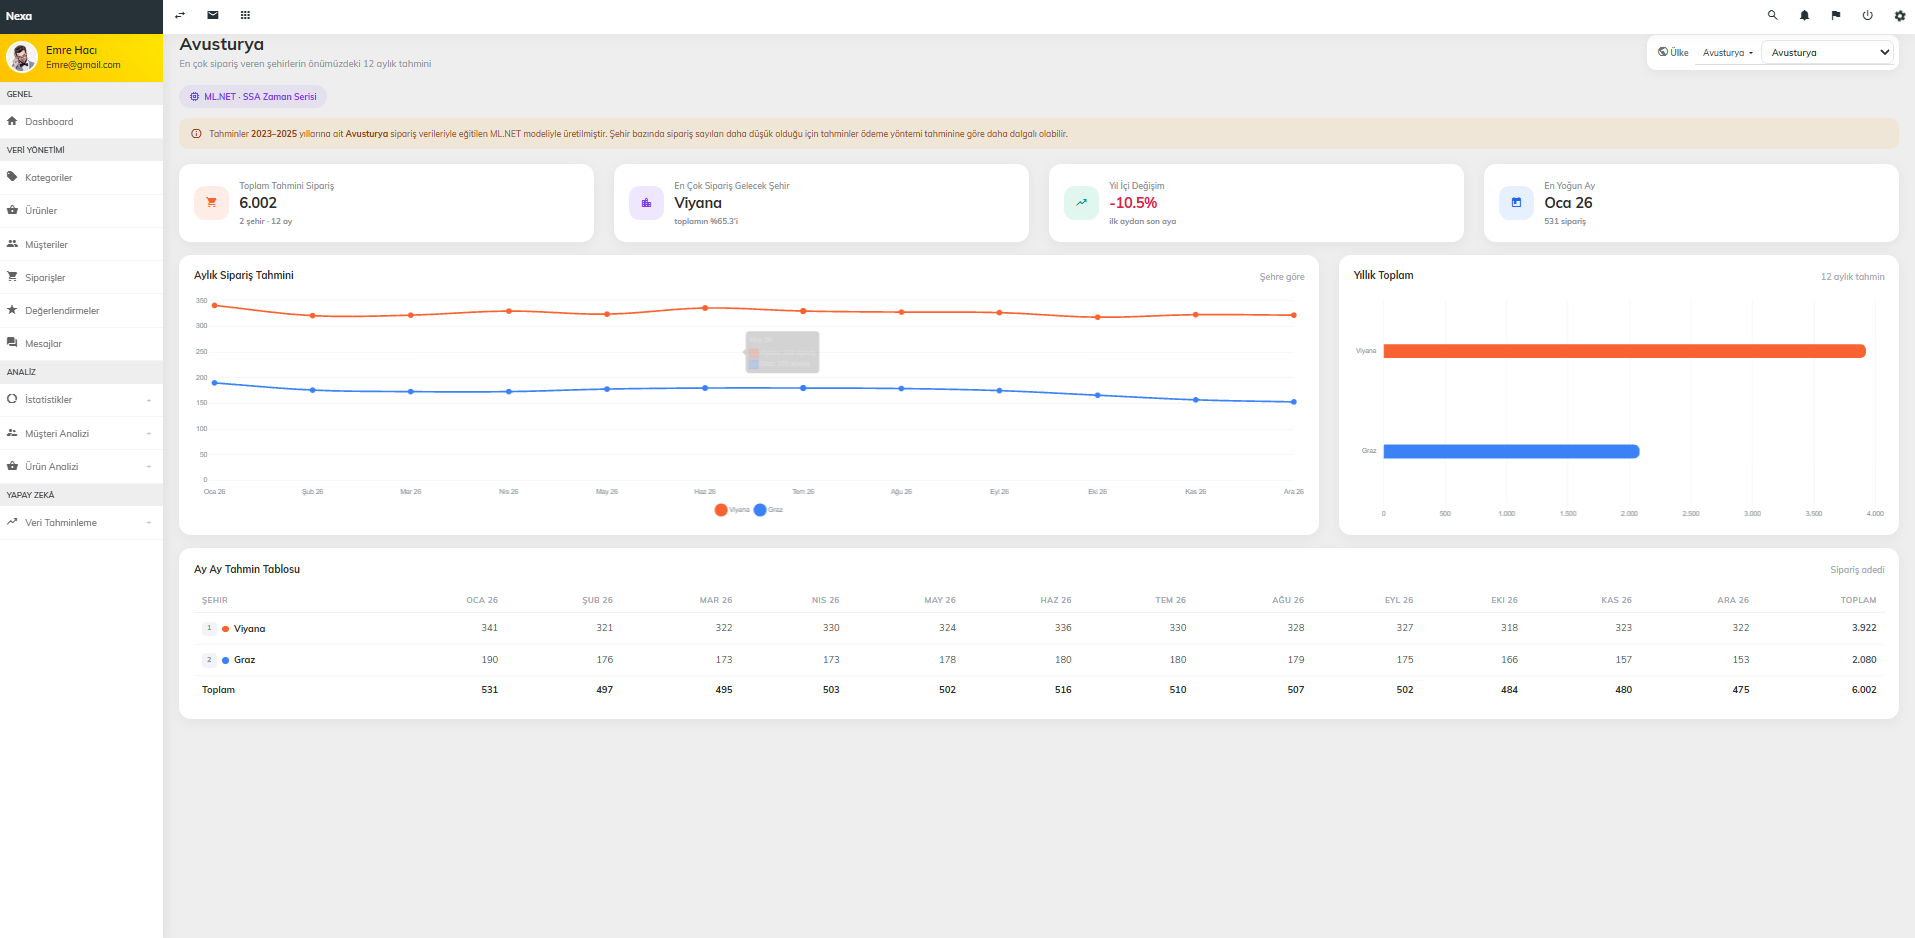 Nexa
Emre Hacı
Emre@gmail.com
GENEL
Dashboard
VERİ YÖNETİMİ
Kategoriler
Ürünler
Müşteriler
Siparişler
Değerlendirmeler
Mesajlar
ANALİZ
İstatistikler
Müşteri Analizi
Ürün Analizi
YAPAY ZEKÂ
Veri Tahminleme
Avusturya
En çok sipariş veren şehirlerin önümüzdeki 12 aylık tahmini
Ülke Avusturya Avusturya
ML.NET · SSA Zaman Serisi
Tahminler 2023–2025 yıllarına ait Avusturya sipariş verileriyle eğitilen ML.NET modeliyle üretilmiştir. Şehir bazında sipariş sayıları daha düşük olduğu için tahminler ödeme yöntemi tahminine göre daha dalgalı olabilir.
Toplam Tahmini Sipariş
6.002
2 şehir · 12 ay
En Çok Sipariş Gelecek Şehir
Viyana
toplamın %65.3'i
Yıl İçi Değişim
-10.5%
ilk aydan son aya
En Yoğun Ay
Oca 26
531 sipariş
Aylık Sipariş Tahmini
Şehre göre
350
300
250
200
150
100
50
0
Oca 26 Şub 26 Mar 26 Nis 26 May 26 Haz 26 Tem 26 Ağu 26 Eyl 26 Eki 26 Kas 26 Ara 26
Viyana Graz
Yıllık Toplam
12 aylık tahmin
Viyana
Graz
0 500 1.000 1.500 2.000 2.500 3.000 3.500 4.000
Ay Ay Tahmin Tablosu
Sipariş adedi
ŞEHIR OCA 26 ŞUB 26 MAR 26 NIS 26 MAY 26 HAZ 26 TEM 26 AĞU 26 EYL 26 EKI 26 KAS 26 ARA 26 TOPLAM
1 Viyana 341 321 322 330 324 336 330 328 327 318 323 322 3.922
2 Graz 190 176 173 173 178 180 180 179 175 166 157 153 2.080
Toplam 531 497 495 503 502 516 510 507 502 484 480 475 6.002